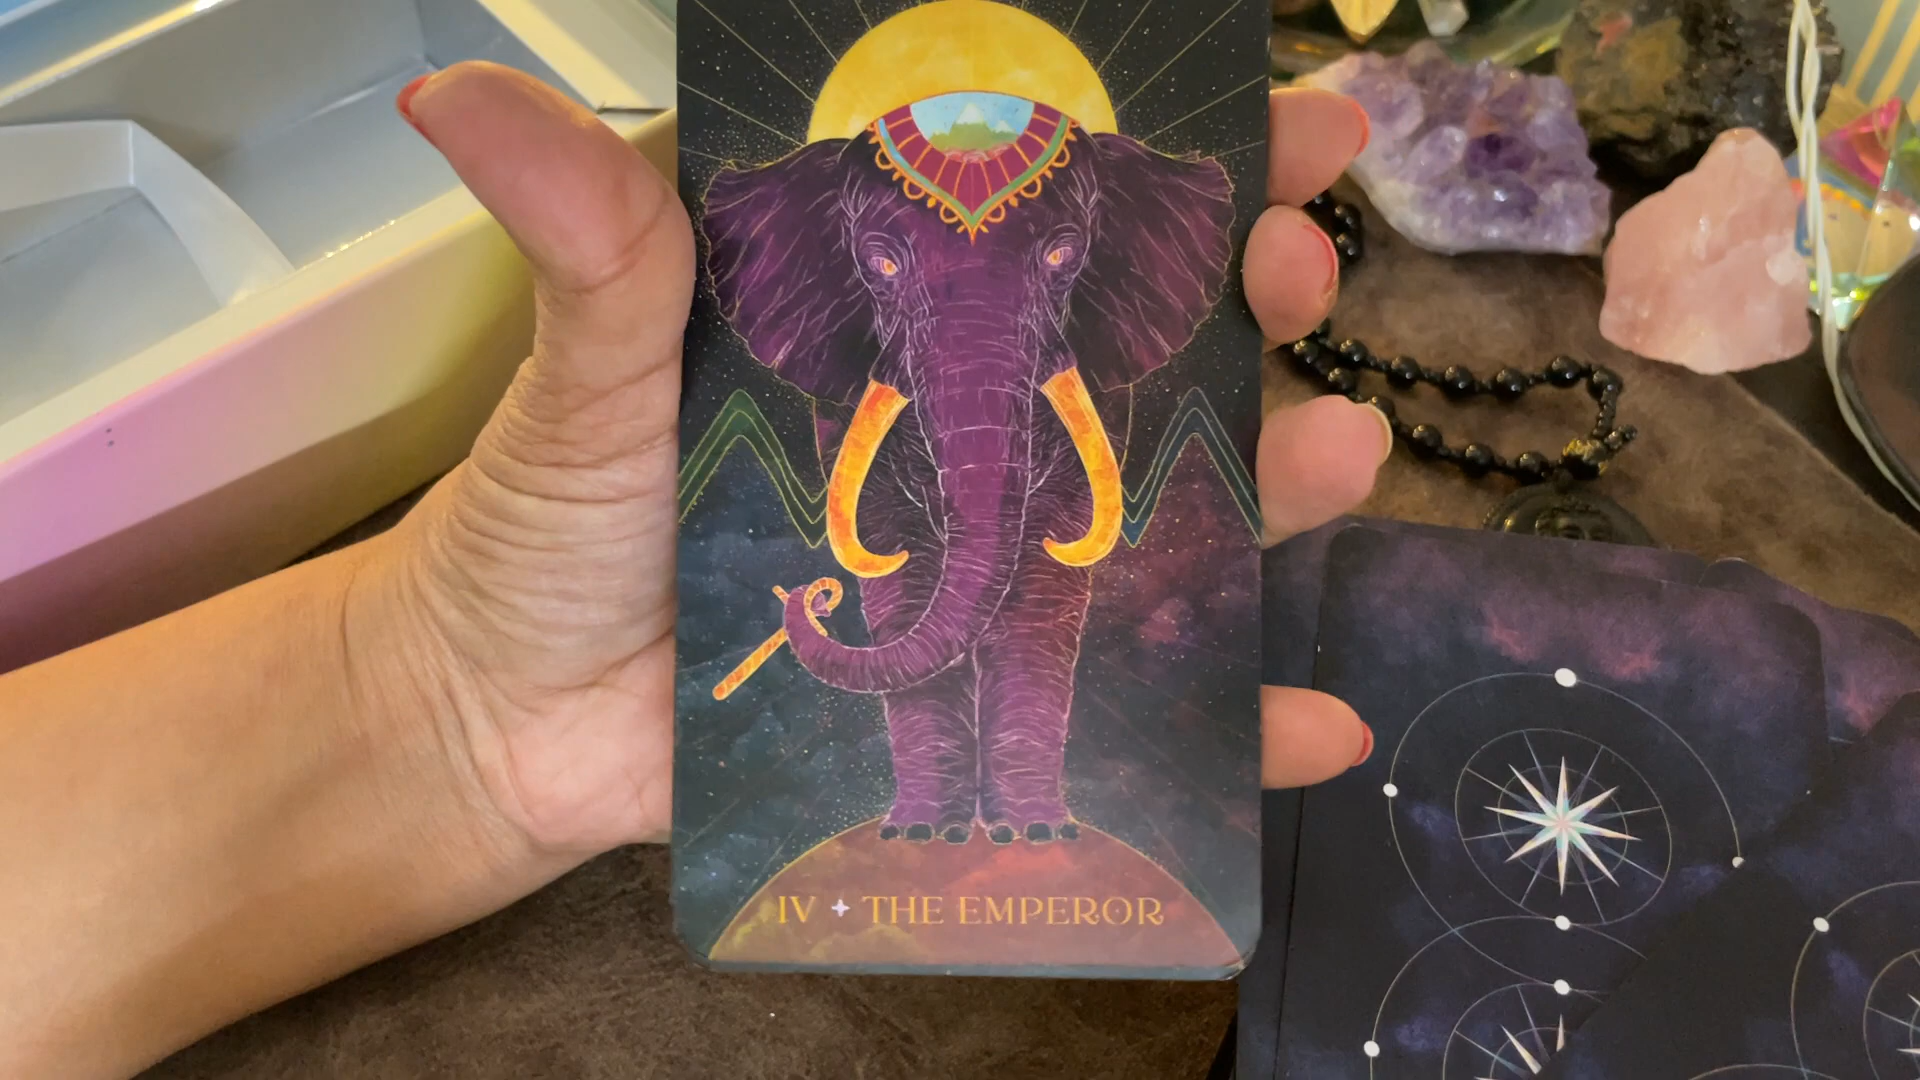 IV ✦ THE EMPEROR